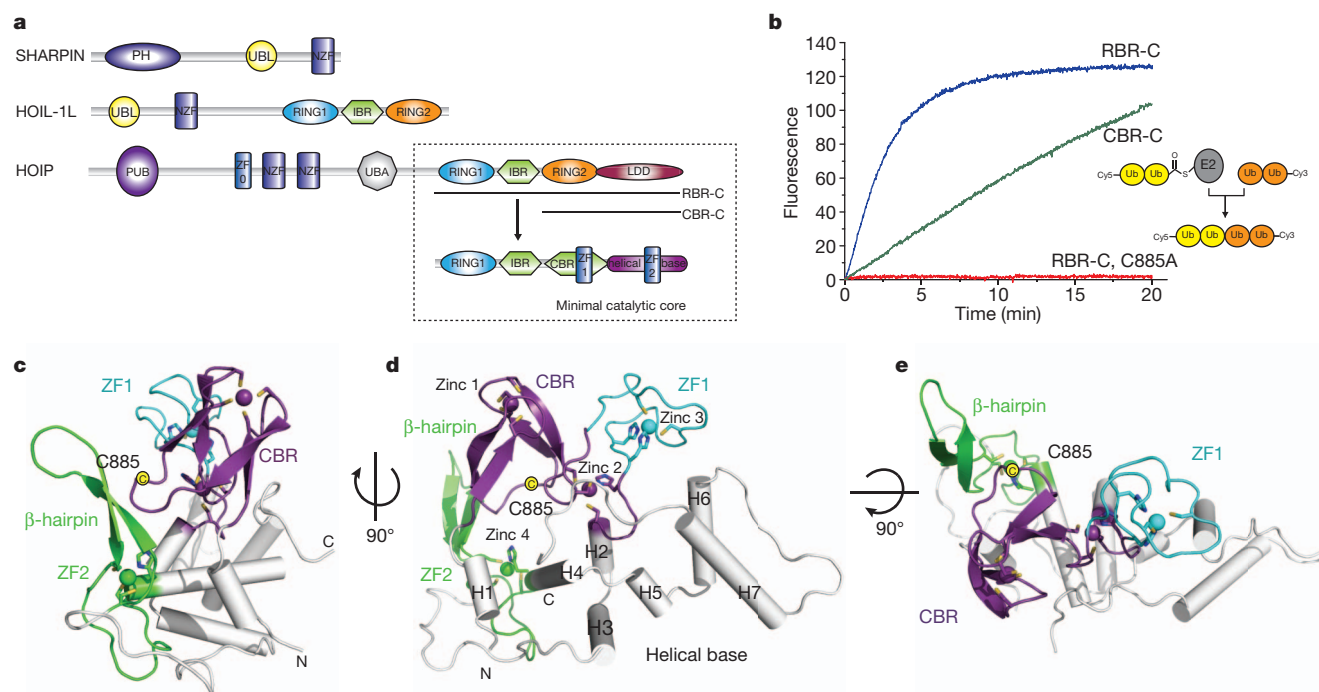 a
SHARPIN
PH
UBL
NZF
HOIL-1L
UBL
NZF
RING1
IBR
RING2
HOIP
PUB
ZF
0
NZF
NZF
UBA
RING1
IBR
RING2
LDD
RBR-C
CBR-C
RING1
IBR
CBR
ZF
1
helical
ZF
2
base
Minimal catalytic core
b
140
120
100
80
60
40
20
0
Fluorescence
0
5
10
15
20
Time (min)
RBR-C
CBR-C
RBR-C, C885A
Cy5
Ub
Ub
O
S
E2
Ub
Ub
Cy3
Cy5
Ub
Ub
Ub
Ub
Cy3
c
ZF1
C885
C
CBR
β-hairpin
ZF2
C
N
90°
d
Zinc 1
CBR
ZF1
Zinc 3
β-hairpin
Zinc 2
C885
H6
Zinc 4
H2
ZF2
H4
H1
C
H5
H7
H3
N
Helical base
90°
e
β-hairpin
C
C885
ZF1
CBR